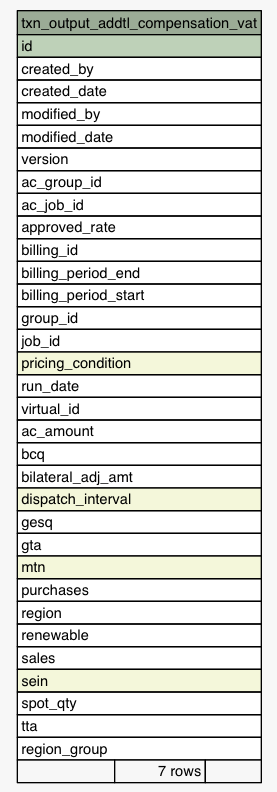 txn_output_addtl_compensation_vat
id
created_by
created_date
modified_by
modified_date
version
ac_group_id
ac_job_id
approved_rate
billing_id
billing_period_end
billing_period_start
group_id
job_id
pricing_condition
run_date
virtual_id
ac_amount
bcq
bilateral_adj_amt
dispatch_interval
gesq
gta
mtn
purchases
region
renewable
sales
sein
spot_qty
tta
region_group
7 rows